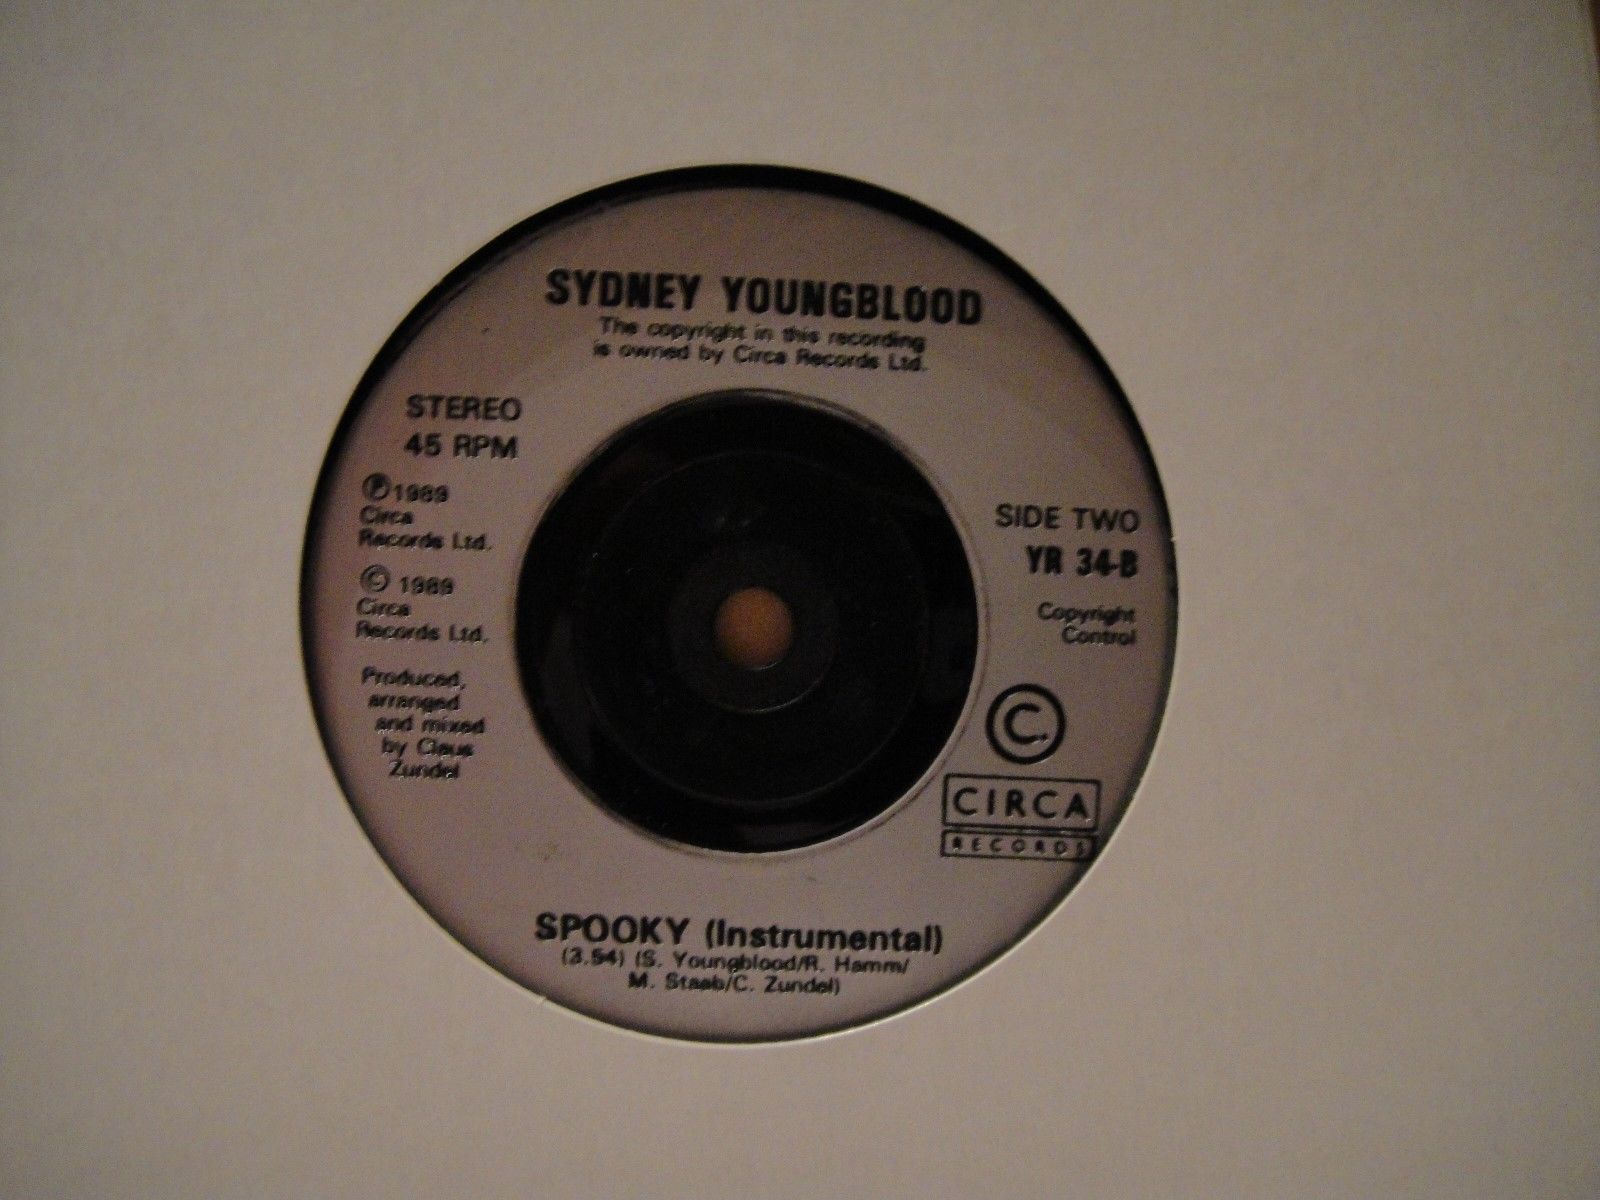 SYDNEY YOUNGBLOOD
The copyright in this recording
is owned by Circa Records Ltd.
STEREO
45 RPM
Ⓟ 1989
Circa
Records Ltd.
© 1989
Circa
Records Ltd.
Produced,
arranged
and mixed
by Claus
Zundel
SIDE TWO
YR 34-B
Copyright
Control
C.
CIRCA
RECORDS
SPOOKY (Instrumental)
(3.54) (S. Youngblood/R. Hamm/
M. Staab/C. Zundel)